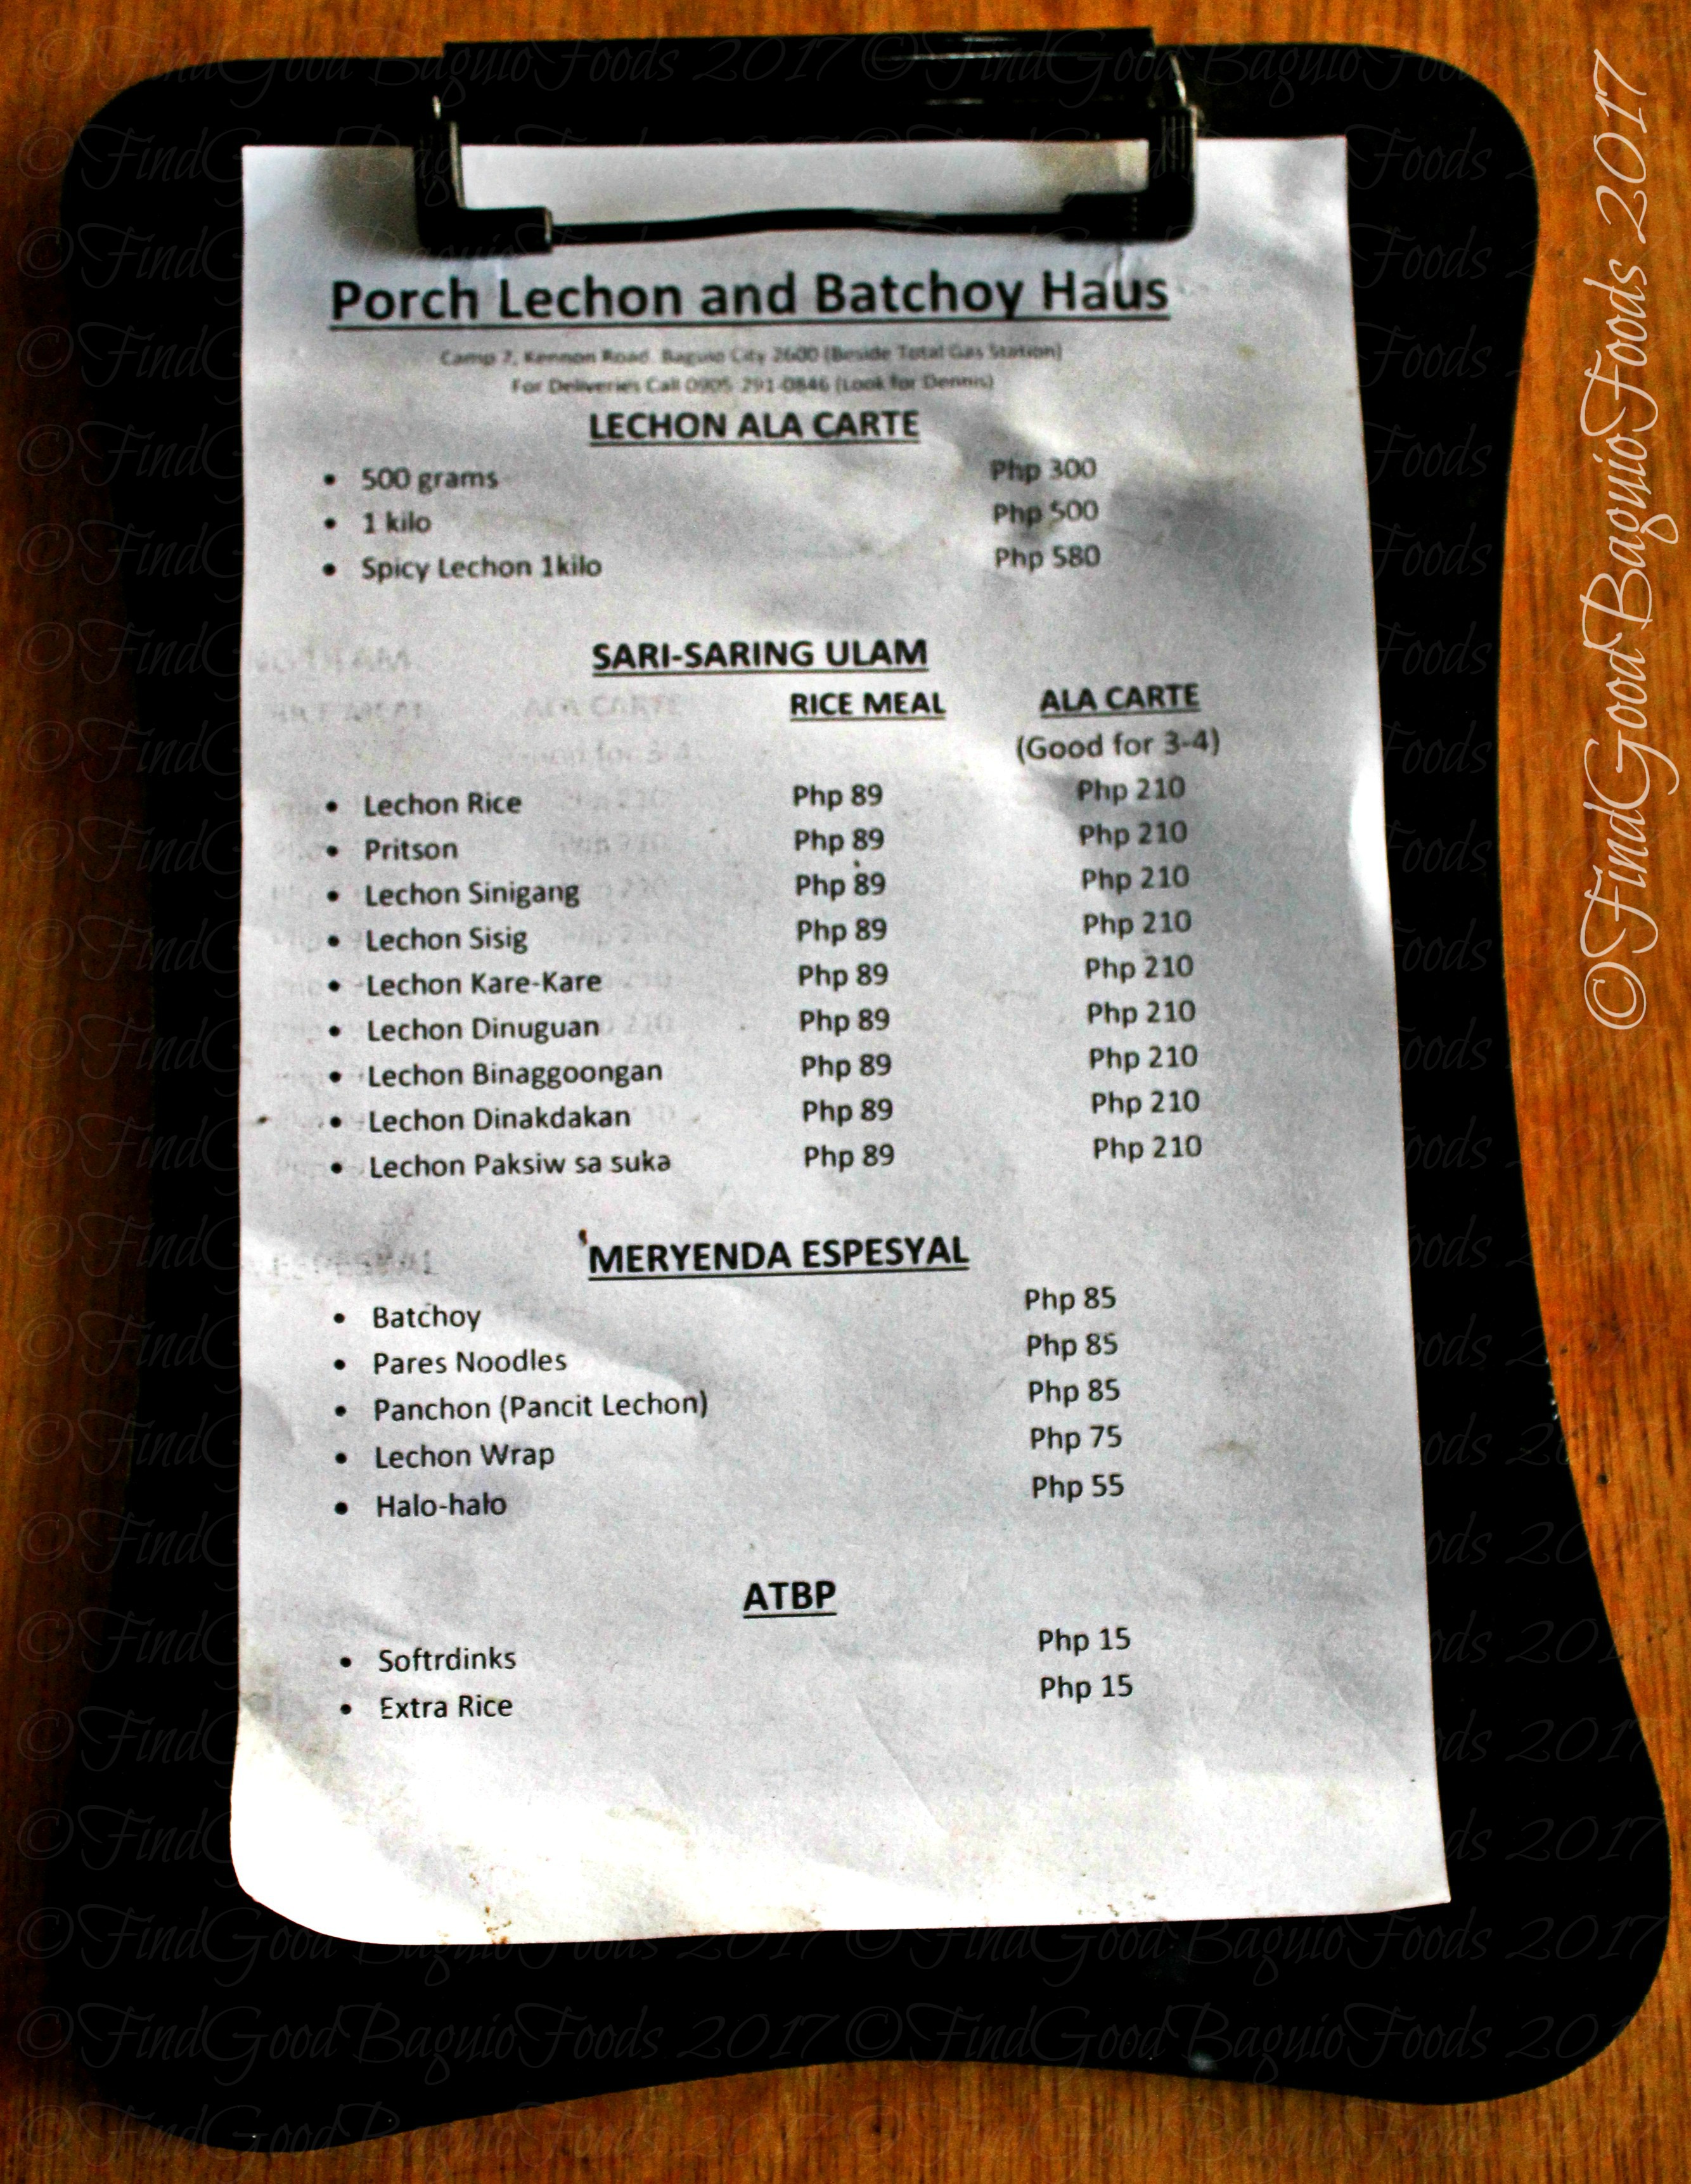 Porch Lechon and Batchoy Haus
Camp 7, Kennon Road, Baguio City 2600 (Beside Total Gas Station)
For Deliveries Call 0905 291 0846 (Look for Dennis)
LECHON ALA CARTE
• 500 grams Php 300
• 1 kilo Php 500
• Spicy Lechon 1kilo Php 580
SARI-SARING ULAM
RICE MEAL ALA CARTE
(Good for 3-4)
• Lechon Rice Php 89 Php 210
• Pritson Php 89 Php 210
• Lechon Sinigang Php 89 Php 210
• Lechon Sisig Php 89 Php 210
• Lechon Kare-Kare Php 89 Php 210
• Lechon Dinuguan Php 89 Php 210
• Lechon Binaggoongan Php 89 Php 210
• Lechon Dinakdakan Php 89 Php 210
• Lechon Paksiw sa suka Php 89 Php 210
MERYENDA ESPESYAL
• Batchoy Php 85
• Pares Noodles Php 85
• Panchon (Pancit Lechon) Php 85
• Lechon Wrap Php 75
• Halo-halo Php 55
ATBP
• Softrdinks Php 15
• Extra Rice Php 15
©FindGoodBaguioFoods 2017